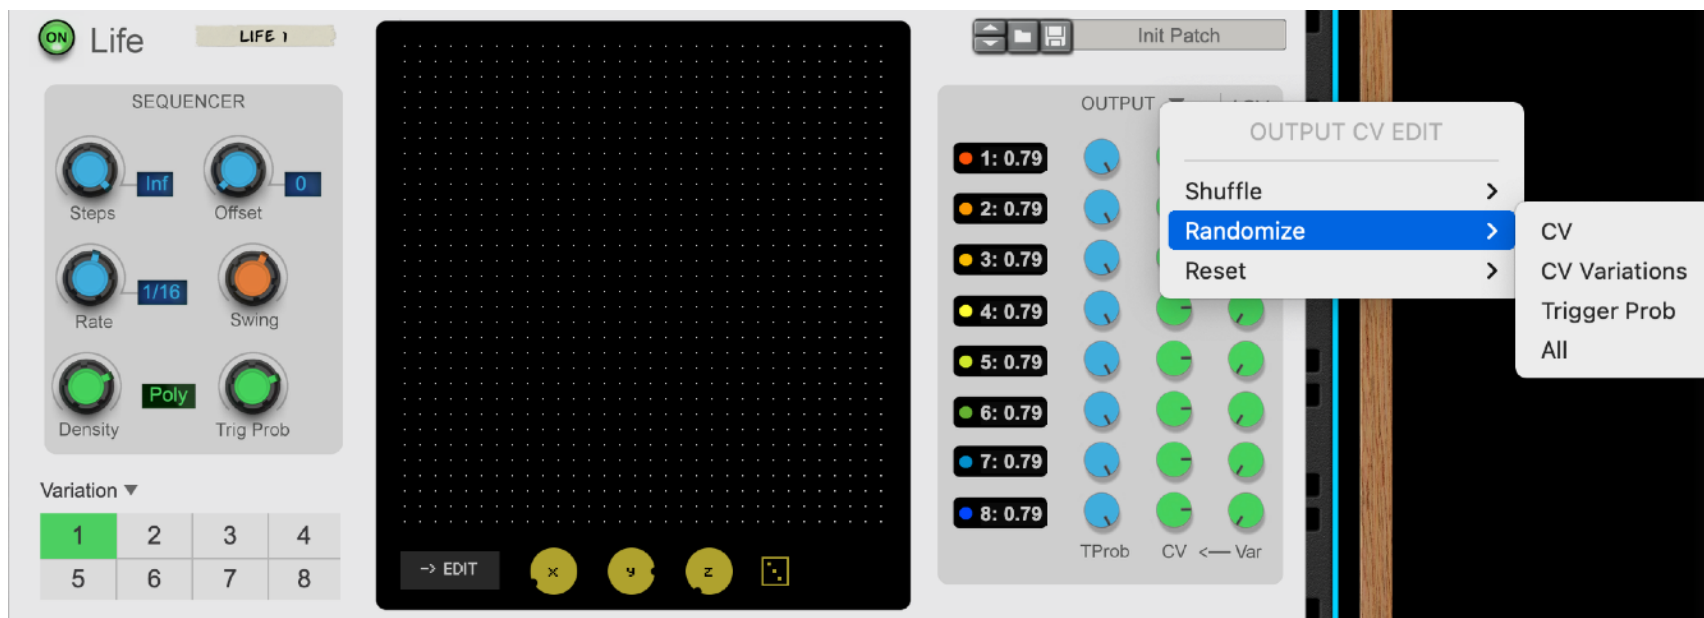 ON Life LIFE 1
SEQUENCER
Inf 0
Steps Offset
1/16
Rate Swing
Poly
Density Trig Prob
Variation
1 2 3 4
5 6 7 8
-> EDIT x y z
Init Patch
OUTPUT
1: 0.79
2: 0.79
3: 0.79
4: 0.79
5: 0.79
6: 0.79
7: 0.79
8: 0.79
TProb CV <— Var
OUTPUT CV EDIT
Shuffle
Randomize
Reset
CV
CV Variations
Trigger Prob
All